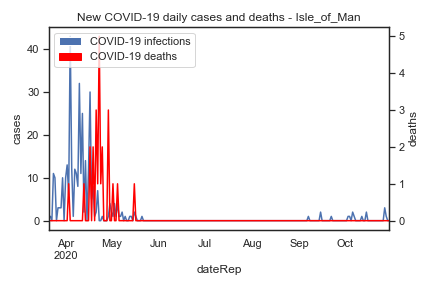 New COVID-19 daily cases and deaths - Isle_of_Man
COVID-19 infections
COVID-19 deaths
40
30
20
10
0
cases
5
4
3
2
1
0
deaths
Apr
2020
May
Jun
Jul
Aug
Sep
Oct
dateRep